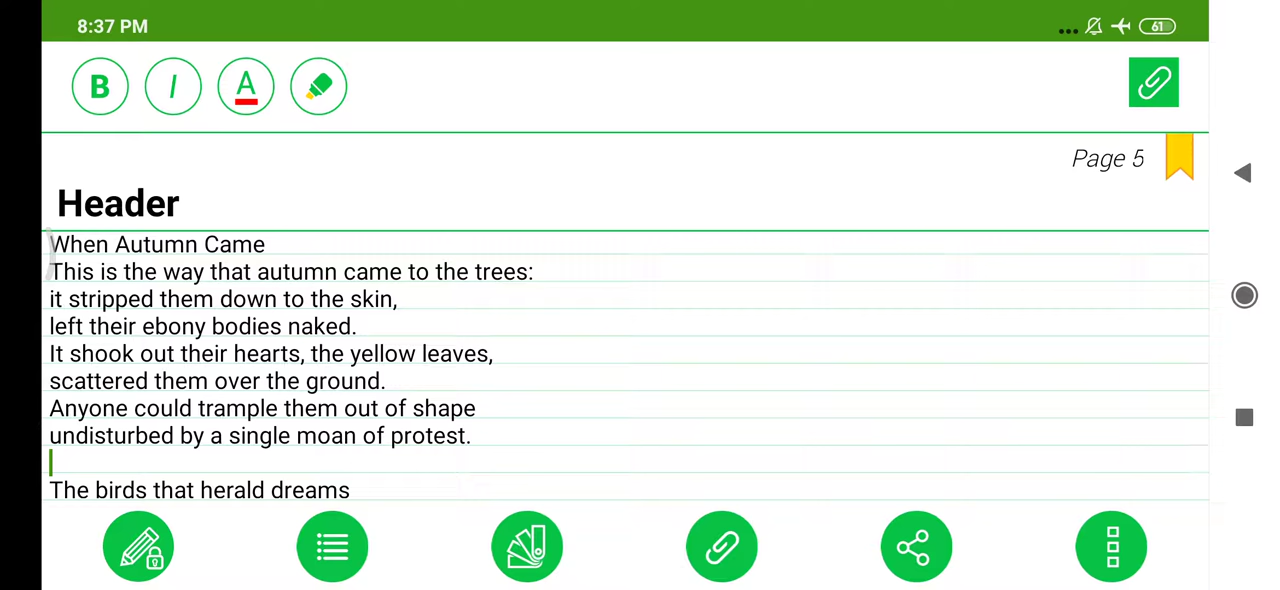 8:37 PM
61
B
I
A
Page 5
Header
When Autumn Came
This is the way that autumn came to the trees:
it stripped them down to the skin,
left their ebony bodies naked.
It shook out their hearts, the yellow leaves,
scattered them over the ground.
Anyone could trample them out of shape
undisturbed by a single moan of protest.
The birds that herald dreams